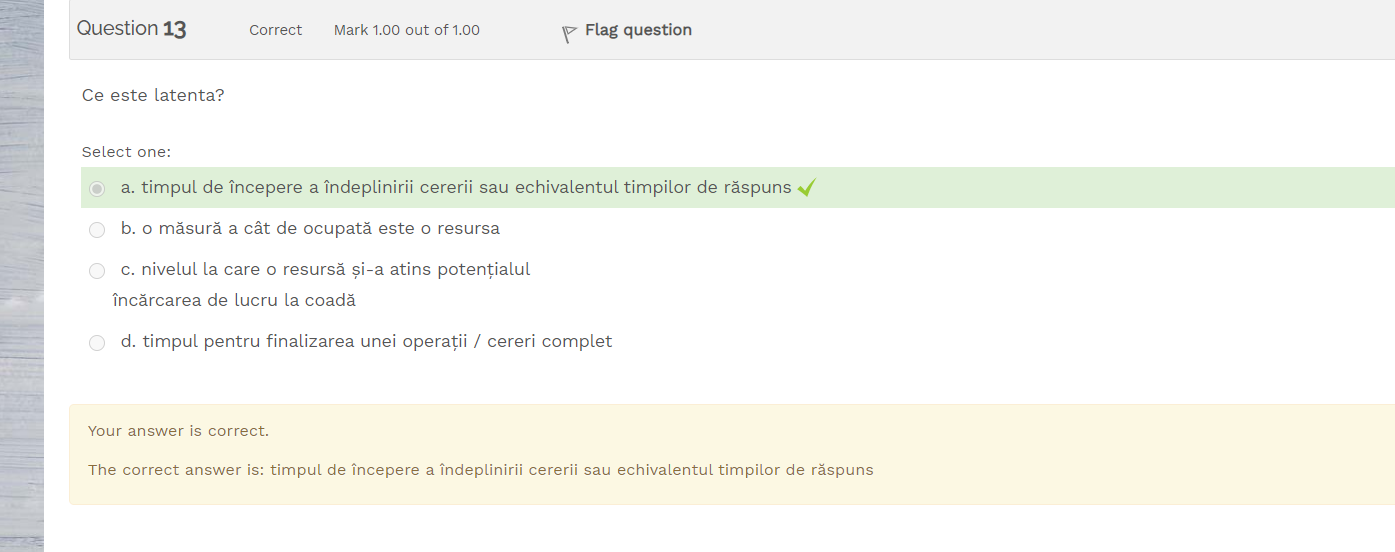 Question 13 Correct Mark 1.00 out of 1.00 Flag question
Ce este latenta?
Select one:
a. timpul de începere a îndeplinirii cererii sau echivalentul timpilor de răspuns
b. o măsură a cât de ocupată este o resursa
c. nivelul la care o resursă și-a atins potențialul
încărcarea de lucru la coadă
d. timpul pentru finalizarea unei operații / cereri complet
Your answer is correct.
The correct answer is: timpul de începere a îndeplinirii cererii sau echivalentul timpilor de răspuns